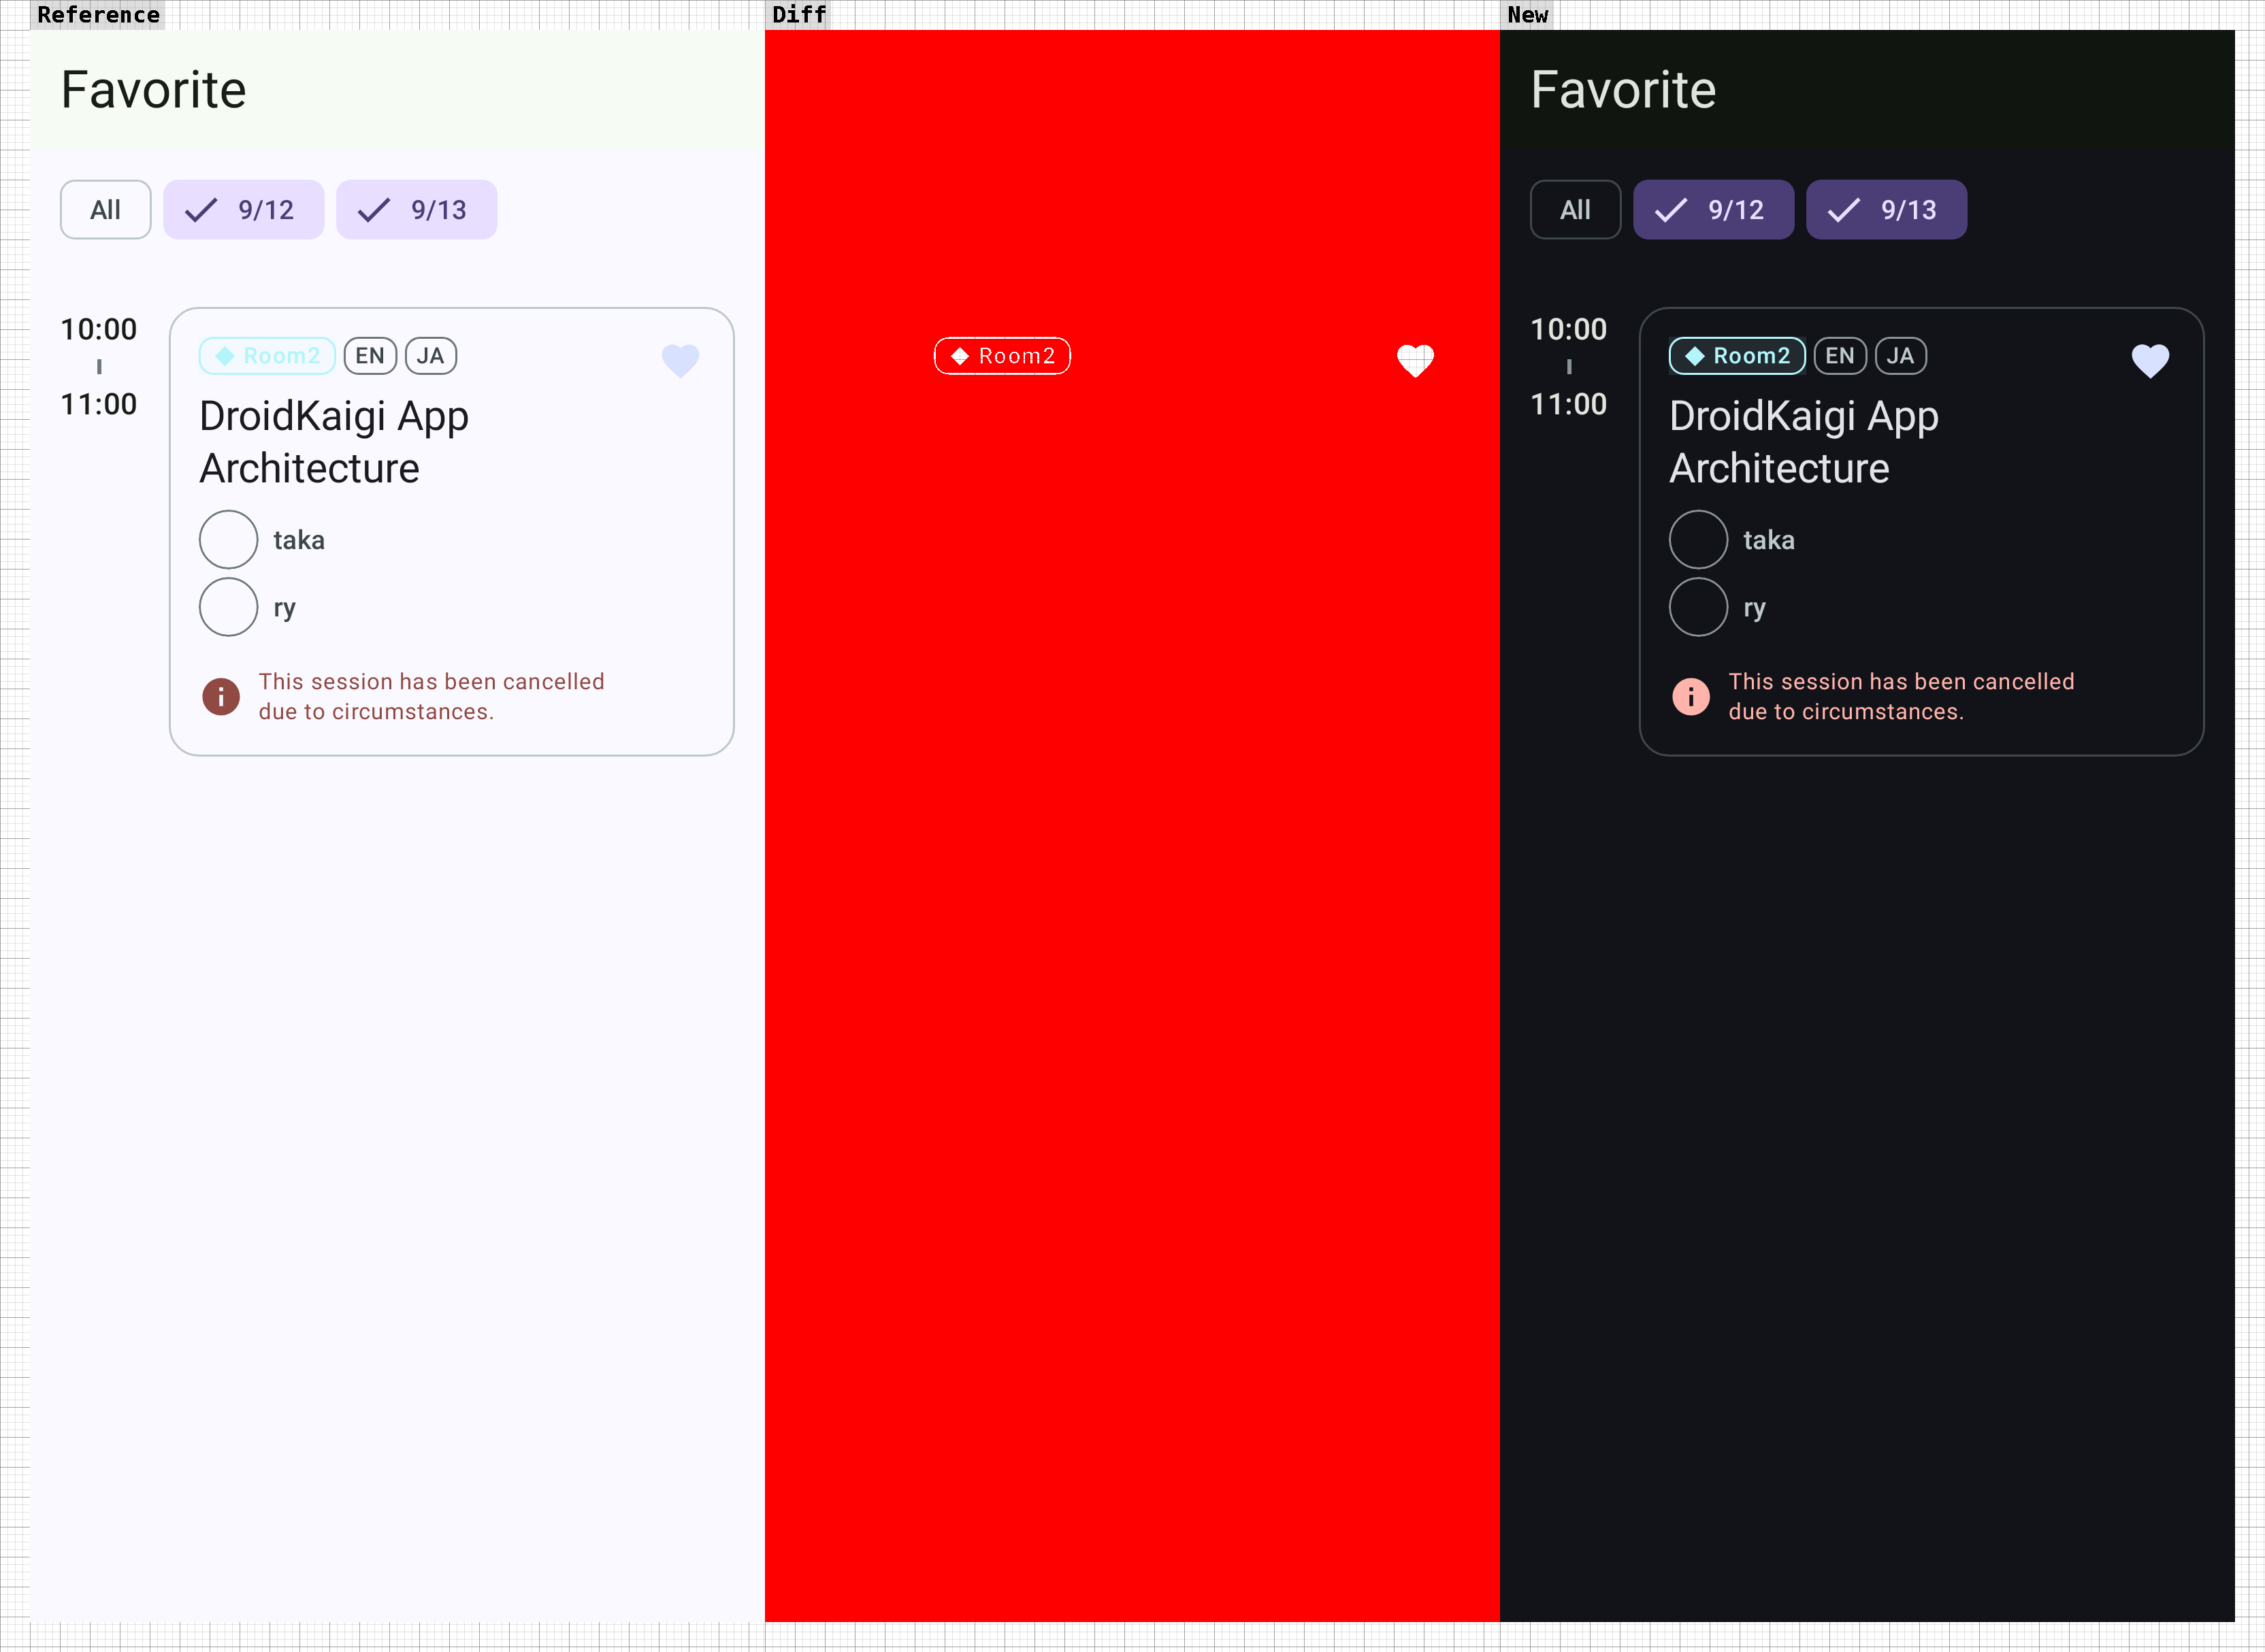 Reference
Favorite
All
9/12
9/13
10:00
11:00
Room2
EN
JA
DroidKaigi App
Architecture
taka
ry
This session has been cancelled
due to circumstances.
Diff
Room2
New
Favorite
All
9/12
9/13
10:00
11:00
Room2
EN
JA
DroidKaigi App
Architecture
taka
ry
This session has been cancelled
due to circumstances.